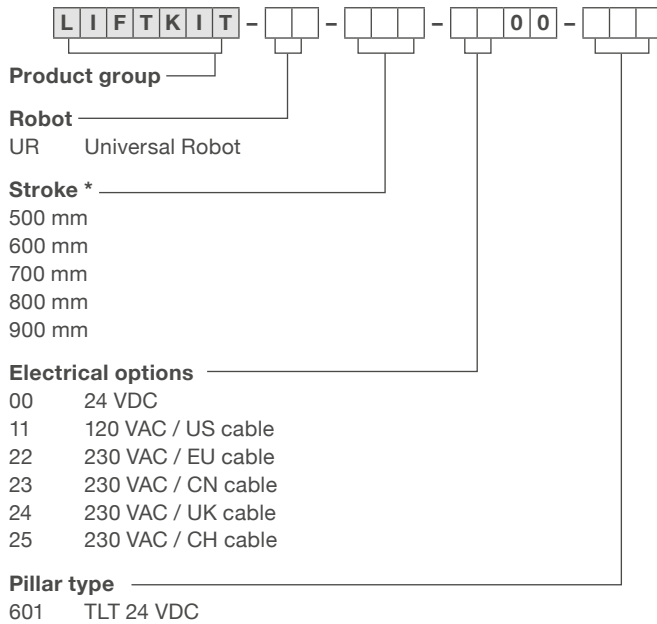 LIFTKIT – – – 00 –
Product group
Robot
UR Universal Robot
Stroke *
500 mm
600 mm
700 mm
800 mm
900 mm
Electrical options
00 24 VDC
11 120 VAC / US cable
22 230 VAC / EU cable
23 230 VAC / CN cable
24 230 VAC / UK cable
25 230 VAC / CH cable
Pillar type
601 TLT 24 VDC